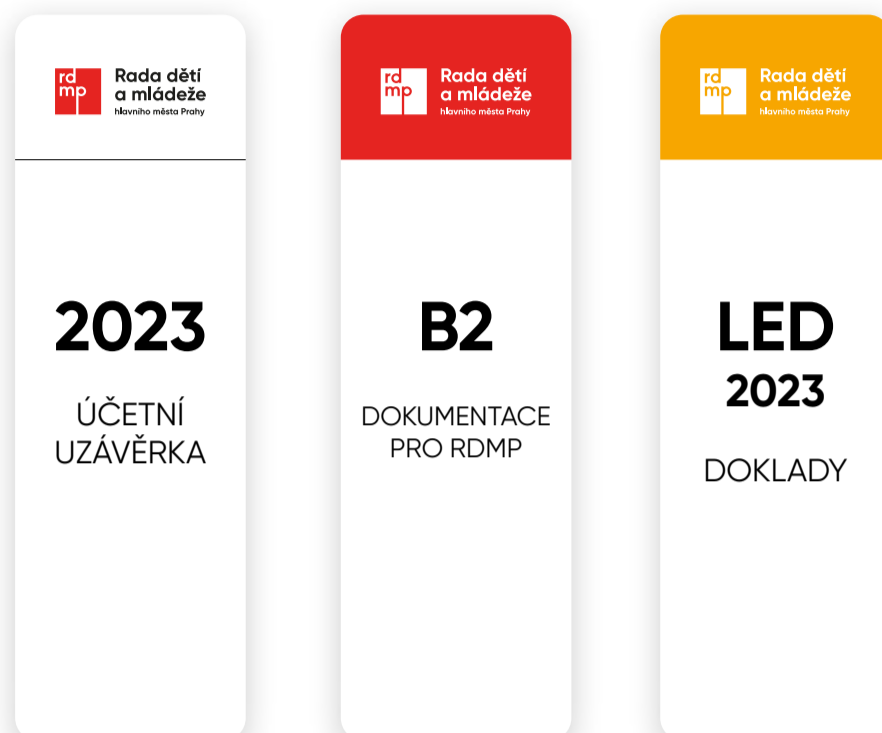 rd
mp
Rada dětí
a mládeže
hlavního města Prahy
2023
ÚČETNÍ
UZÁVĚRKA
rd
mp
Rada dětí
a mládeže
hlavního města Prahy
B2
DOKUMENTACE
PRO RDMP
rd
mp
Rada dětí
a mládeže
hlavního města Prahy
LED
2023
DOKLADY